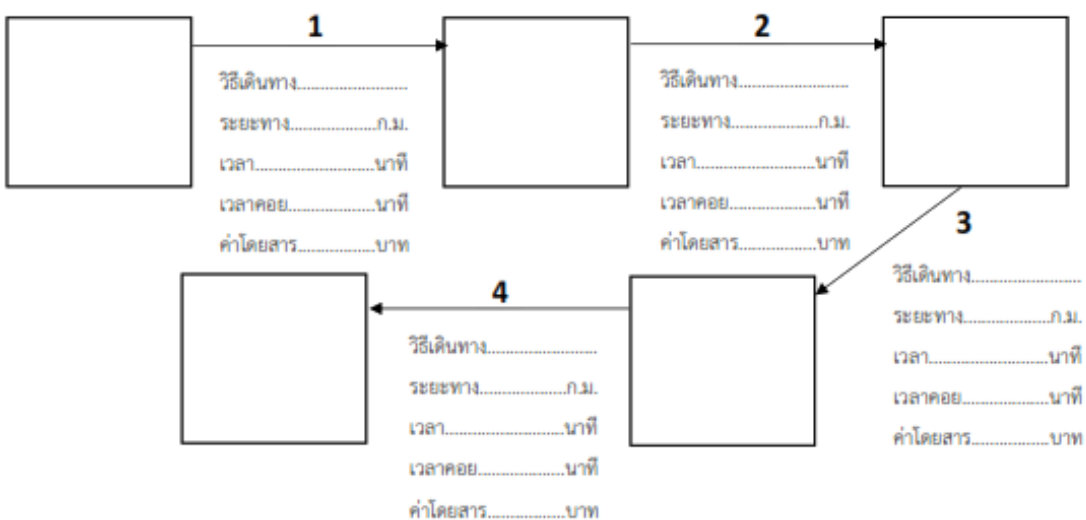 1
วิธีเดินทาง...........................
ระยะทาง.....................ก.ม.
เวลา.............................นาที
เวลาคอย.....................นาที
ค่าโดยสาร...................บาท
2
วิธีเดินทาง...........................
ระยะทาง.....................ก.ม.
เวลา.............................นาที
เวลาคอย.....................นาที
ค่าโดยสาร...................บาท
3
วิธีเดินทาง...........................
ระยะทาง.....................ก.ม.
เวลา.............................นาที
เวลาคอย.....................นาที
ค่าโดยสาร...................บาท
4
วิธีเดินทาง...........................
ระยะทาง.....................ก.ม.
เวลา.............................นาที
เวลาคอย.....................นาที
ค่าโดยสาร...................บาท